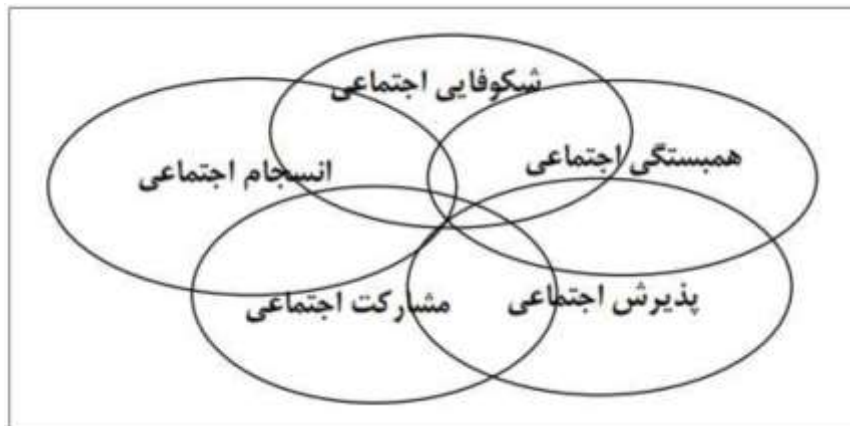 شکوفایی اجتماعی
همبستگی اجتماعی
انسجام اجتماعی
پذیرش اجتماعی
مشارکت اجتماعی